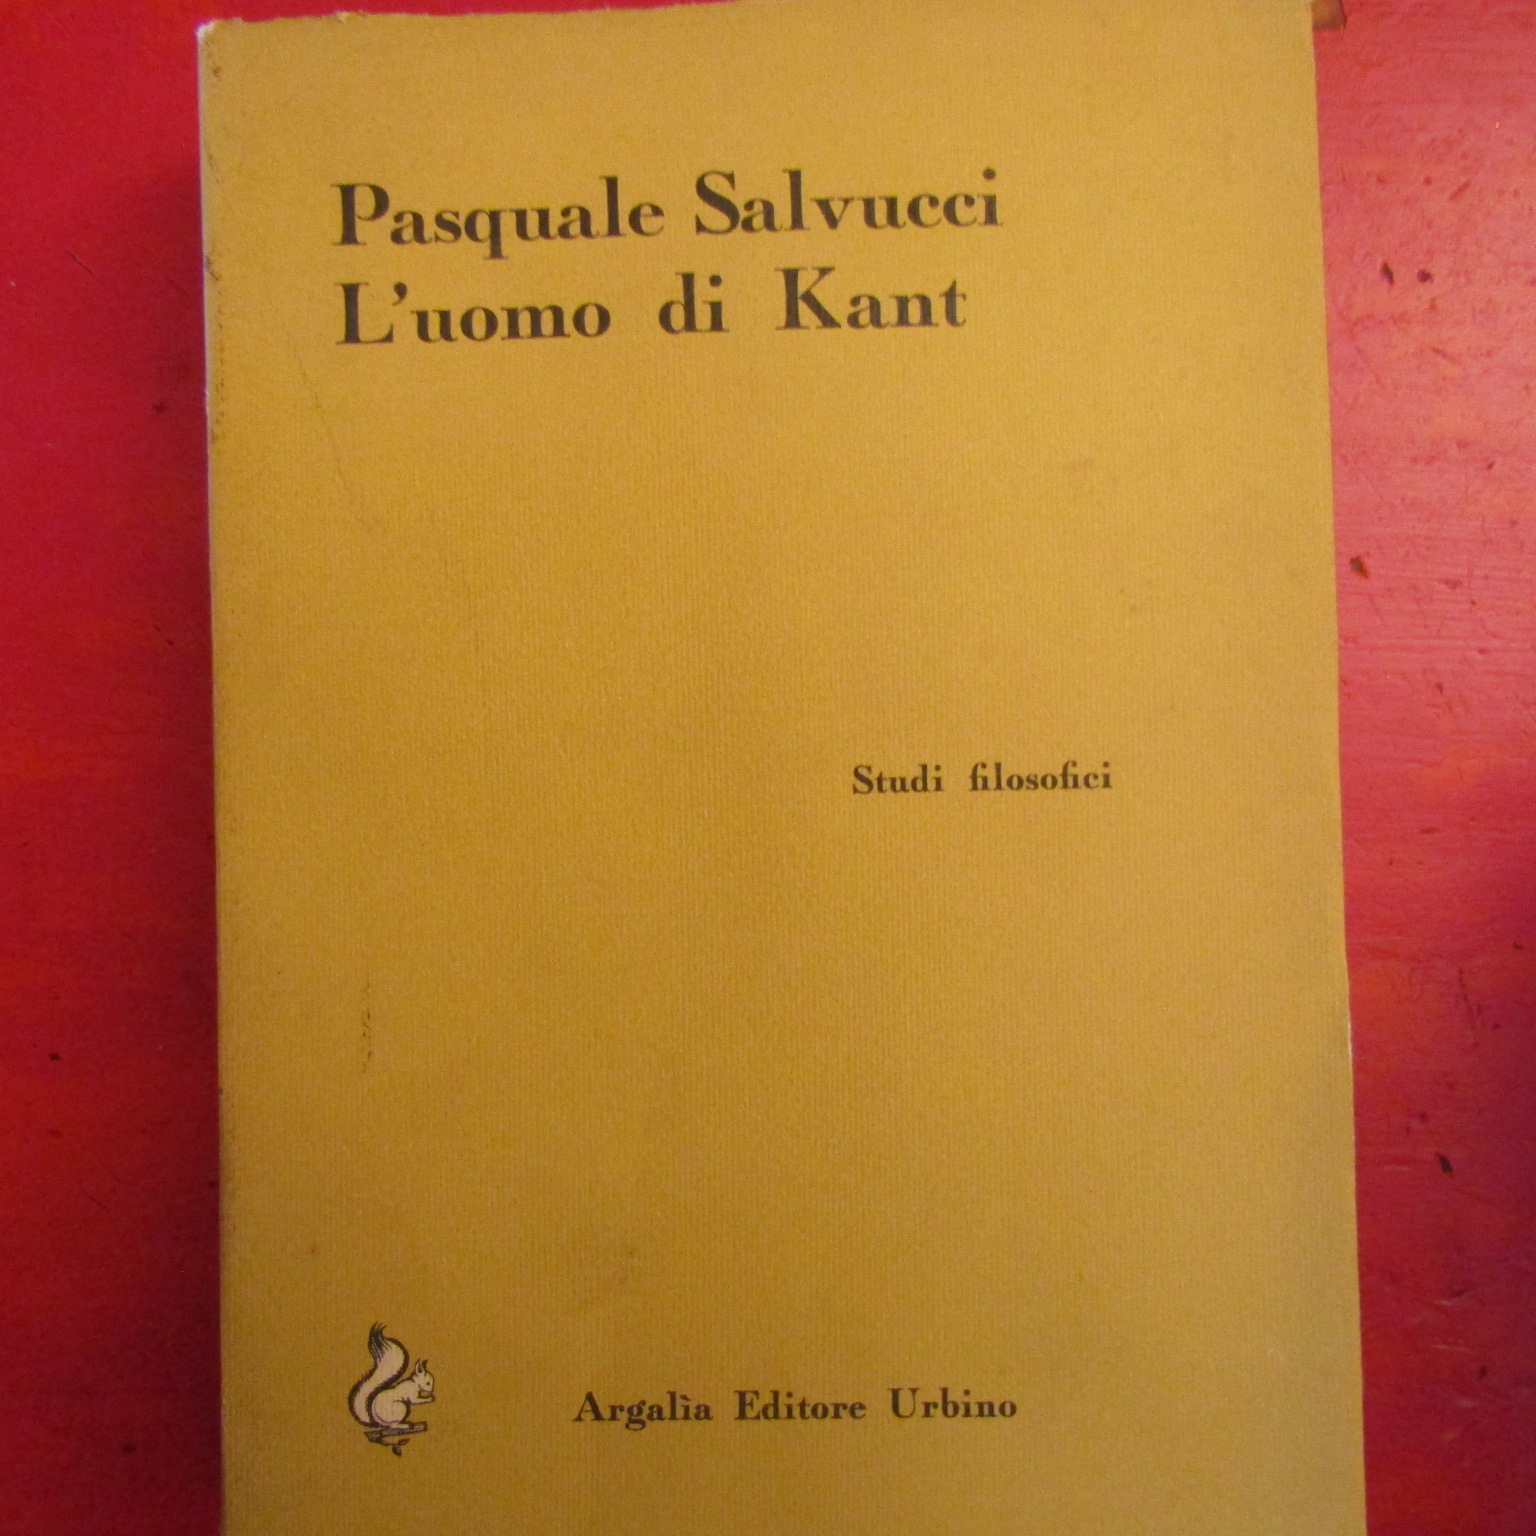 Pasquale Salvucci
L'uomo di Kant
Studi filosofici
Argalìa Editore Urbino